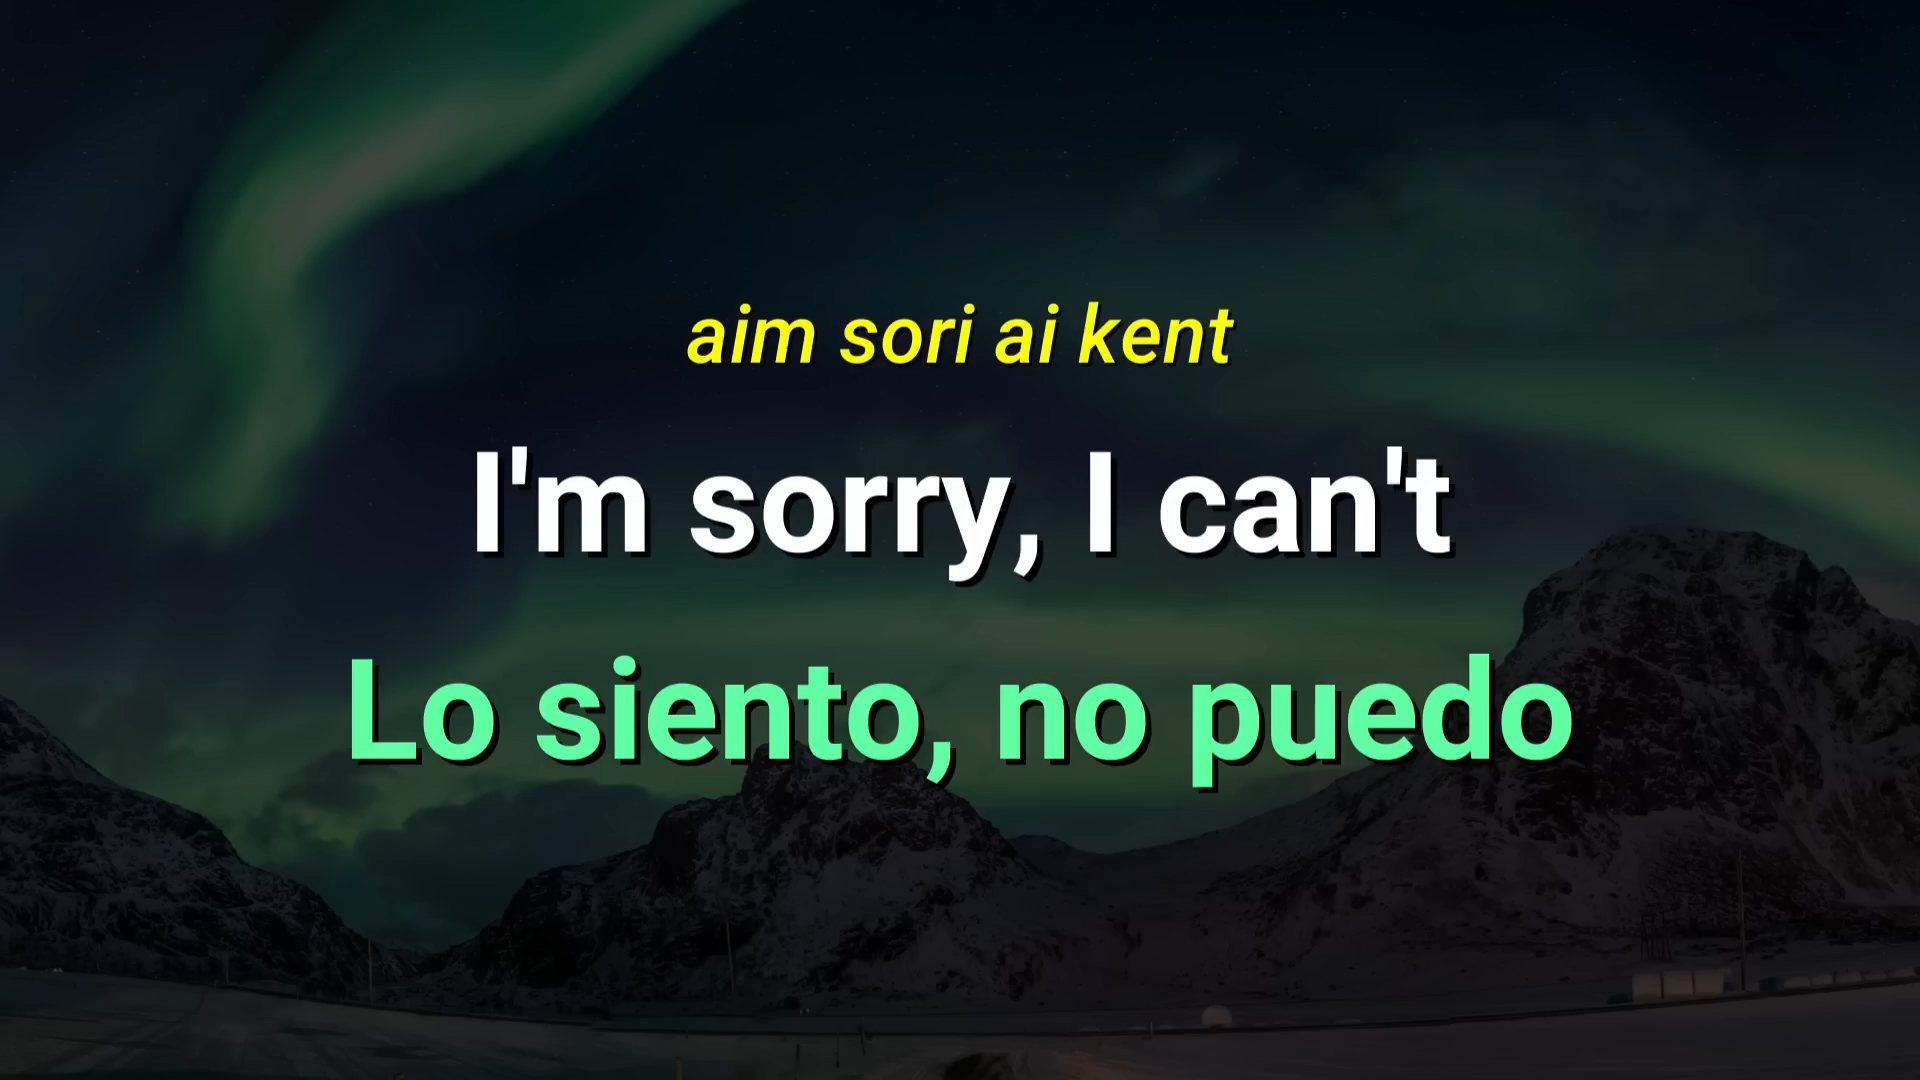 aim sori ai kent
I'm sorry, I can't
Lo siento, no puedo